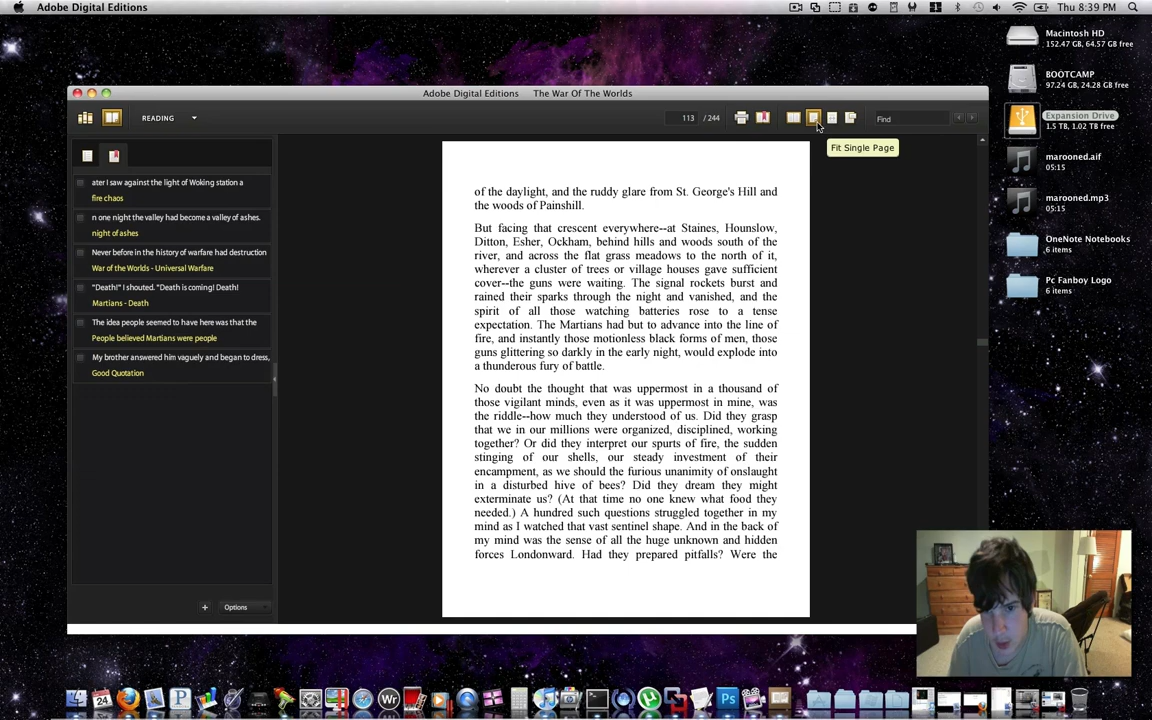 Adobe Digital Editions
Thu 8:39 PM
Macintosh HD
152.47 GB, 64.57 GB free
BOOTCAMP
97.24 GB, 24.28 GB free
Expansion Drive
1.5 TB, 1.02 TB free
marooned.aif
05:15
marooned.mp3
05:15
OneNote Notebooks
6 items
Pc Fanboy Logo
6 items
Adobe Digital Editions The War Of The Worlds
READING
113 / 244
Find
Fit Single Page
ater I saw against the light of Woking station a
fire chaos
n one night the valley had become a valley of ashes.
night of ashes
Never before in the history of warfare had destruction
War of the Worlds - Universal Warfare
"Death!" I shouted. "Death is coming! Death!
Martians - Death
The idea people seemed to have here was that the
People believed Martians were people
My brother answered him vaguely and began to dress,
Good Quotation
+ Options
of the daylight, and the ruddy glare from St. George's Hill and
the woods of Painshill.
But facing that crescent everywhere--at Staines, Hounslow,
Ditton, Esher, Ockham, behind hills and woods south of the
river, and across the flat grass meadows to the north of it,
wherever a cluster of trees or village houses gave sufficient
cover--the guns were waiting. The signal rockets burst and
rained their sparks through the night and vanished, and the
spirit of all those watching batteries rose to a tense
expectation. The Martians had but to advance into the line of
fire, and instantly those motionless black forms of men, those
guns glittering so darkly in the early night, would explode into
a thunderous fury of battle.
No doubt the thought that was uppermost in a thousand of
those vigilant minds, even as it was uppermost in mine, was
the riddle--how much they understood of us. Did they grasp
that we in our millions were organized, disciplined, working
together? Or did they interpret our spurts of fire, the sudden
stinging of our shells, our steady investment of their
encampment, as we should the furious unanimity of onslaught
in a disturbed hive of bees? Did they dream they might
exterminate us? (At that time no one knew what food they
needed.) A hundred such questions struggled together in my
mind as I watched that vast sentinel shape. And in the back of
my mind was the sense of all the huge unknown and hidden
forces Londonward. Had they prepared pitfalls? Were the
24
Wr
Ps